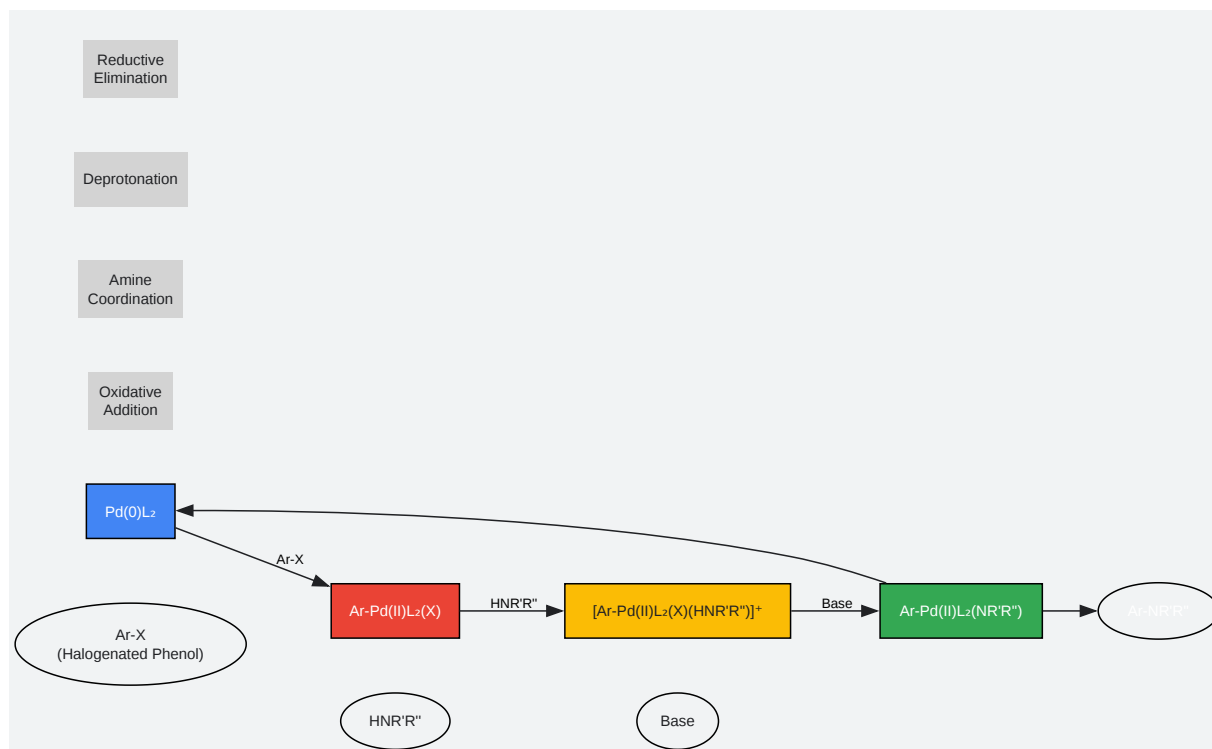 Reductive
Elimination
Deprotonation
Amine
Coordination
Oxidative
Addition
Pd(0)L₂
Ar-X
Ar-Pd(II)L₂(X)
HNR'R"
[Ar-Pd(II)L₂(X)(HNR'R")]⁺
Base
Ar-Pd(II)L₂(NR'R")
Ar-NR'R"
Ar-X
(Halogenated Phenol)
HNR'R"
Base